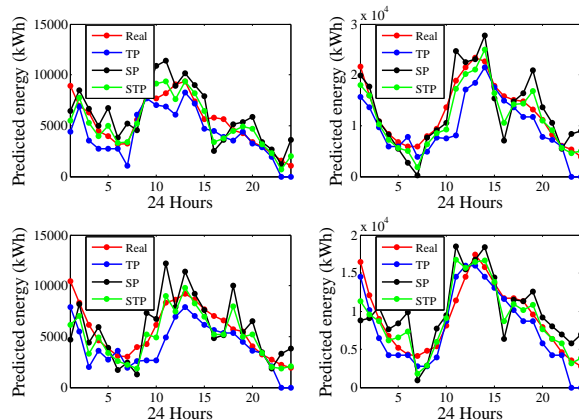 15000
10000
5000
0
5 10 15 20
24 Hours
Predicted energy (kWh)
Real
TP
SP
STP
x 10⁴
3
2
1
0
5 10 15 20
24 Hours
Predicted energy (kWh)
Real
TP
SP
STP
15000
10000
5000
0
5 10 15 20
24 Hours
Predicted energy (kWh)
Real
TP
SP
STP
x 10⁴
2
1.5
1
0.5
0
5 10 15 20
24 Hours
Predicted energy (kWh)
Real
TP
SP
STP